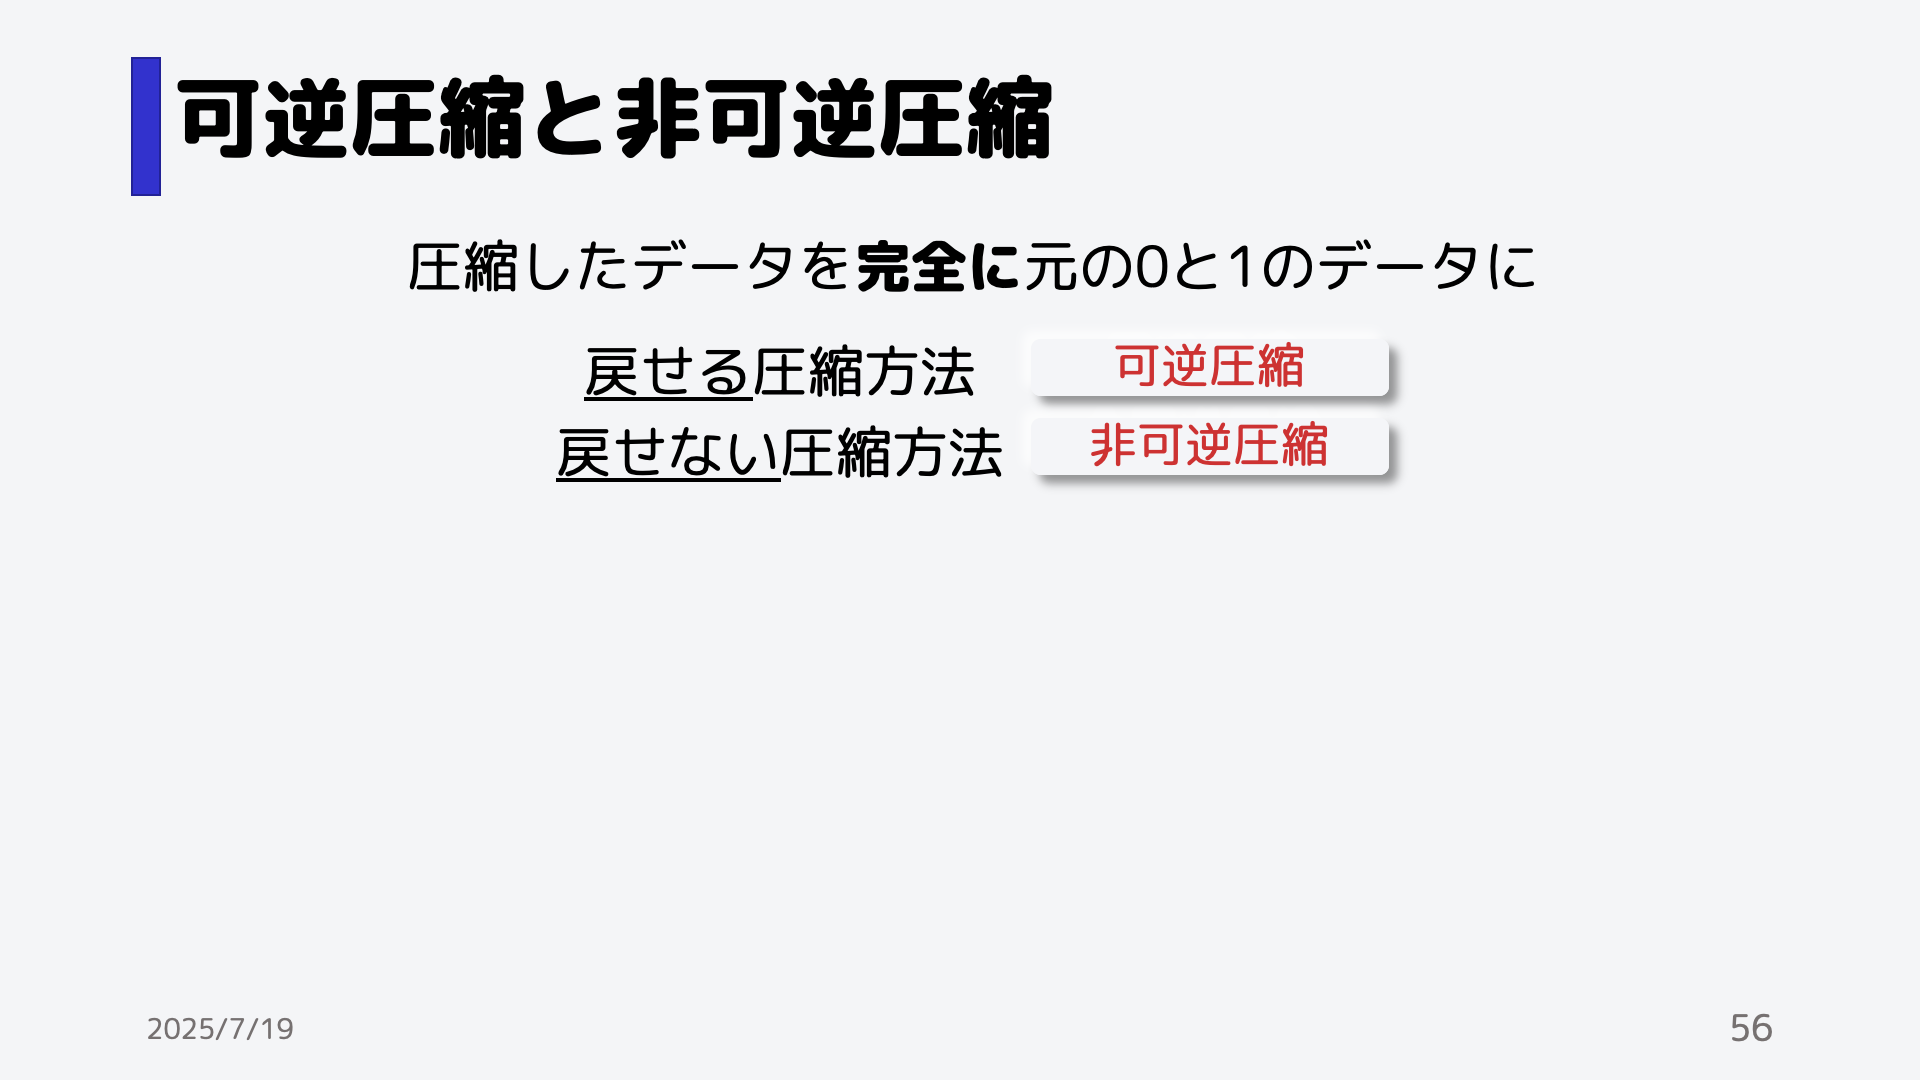 可逆圧縮と非可逆圧縮
圧縮したデータを完全に元の0と1のデータに
戻せる圧縮方法 可逆圧縮
戻せない圧縮方法 非可逆圧縮
2025/7/19
56